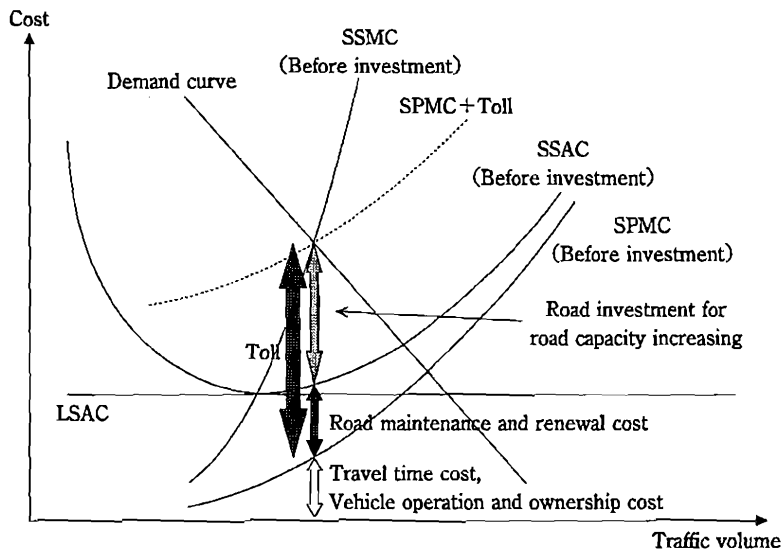 Cost
SSMC
(Before investment)
Demand curve
SPMC+Toll
SSAC
(Before investment)
SPMC
(Before investment)
Road investment for
road capacity increasing
Toll
LSAC
Road maintenance and renewal cost
Travel time cost,
Vehicle operation and ownership cost
Traffic volume